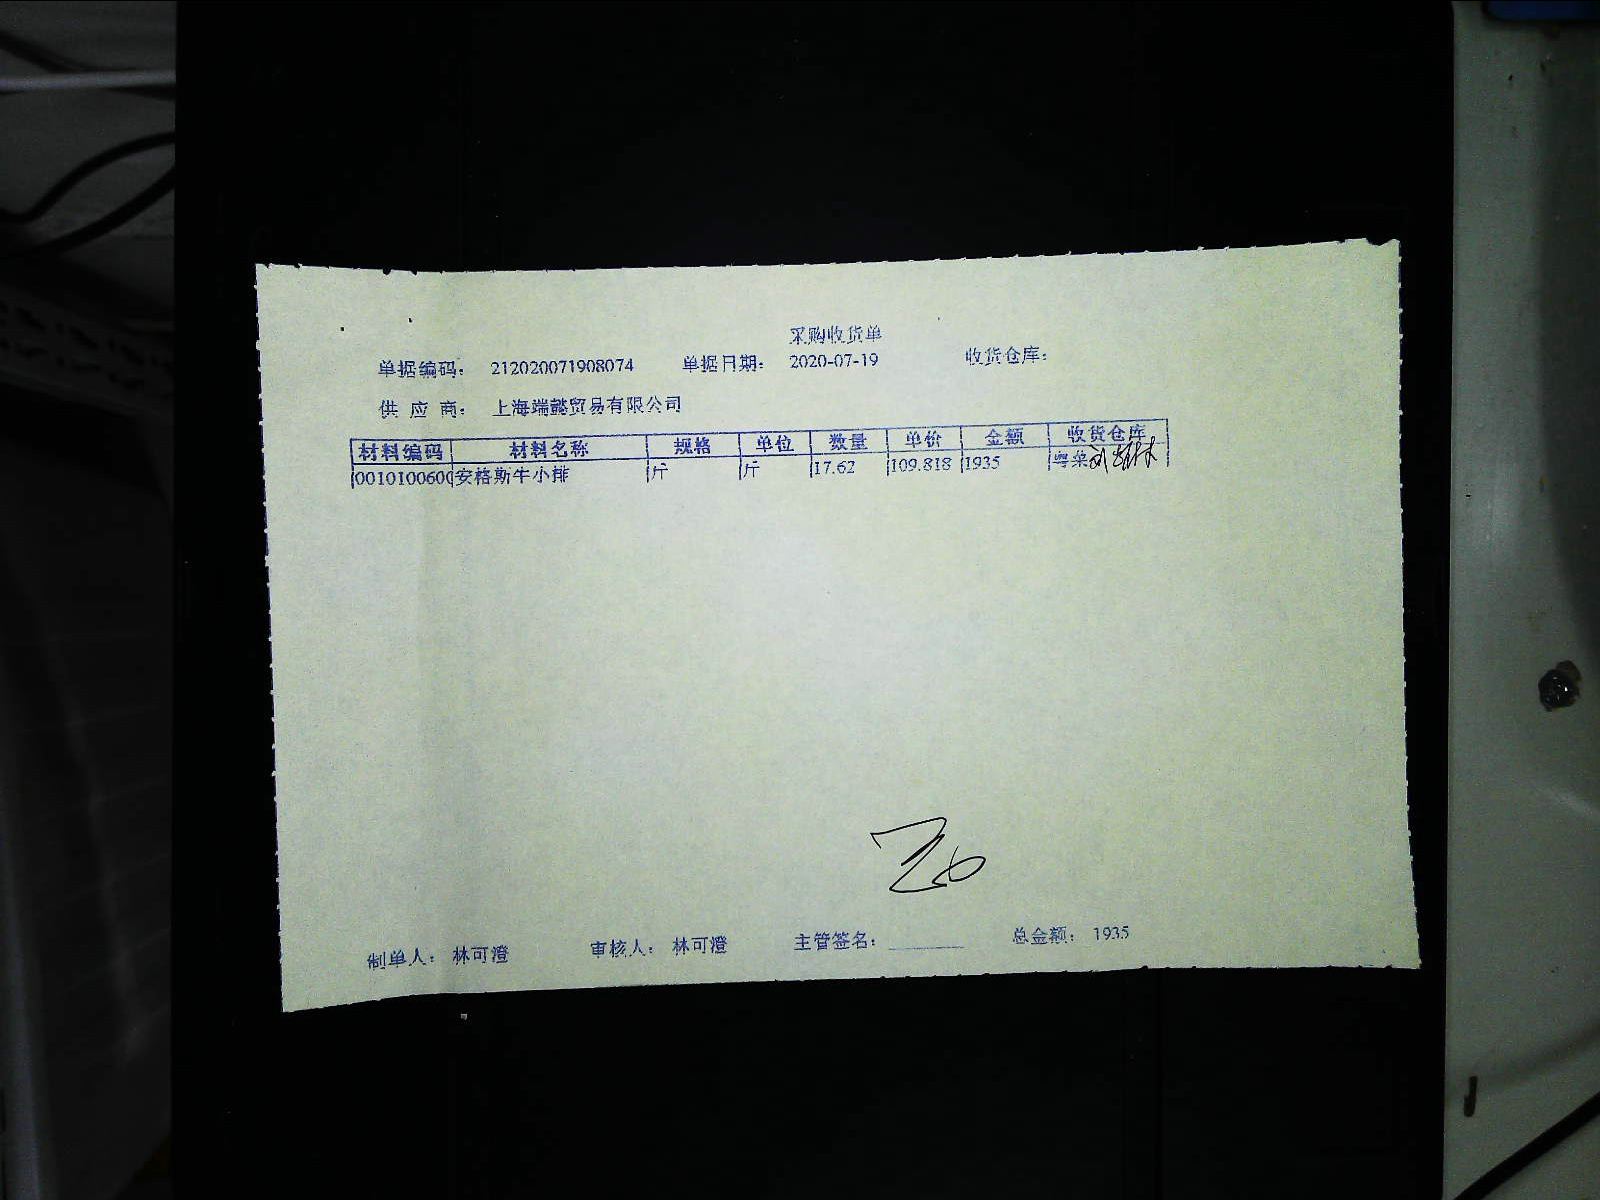 采购收货单
单据编码： 212020071908074 单据日期： 2020-07-19 收货仓库：
供 应 商： 上海端懿贸易有限公司
材料编码 材料名称 规格 单位 数量 单价 金额 收货仓库
0010100600 安格斯牛小排 斤 斤 17.62 109.818 1935 粤菜
制单人： 林可澄 审核人： 林可澄 主管签名： 总金额： 1935